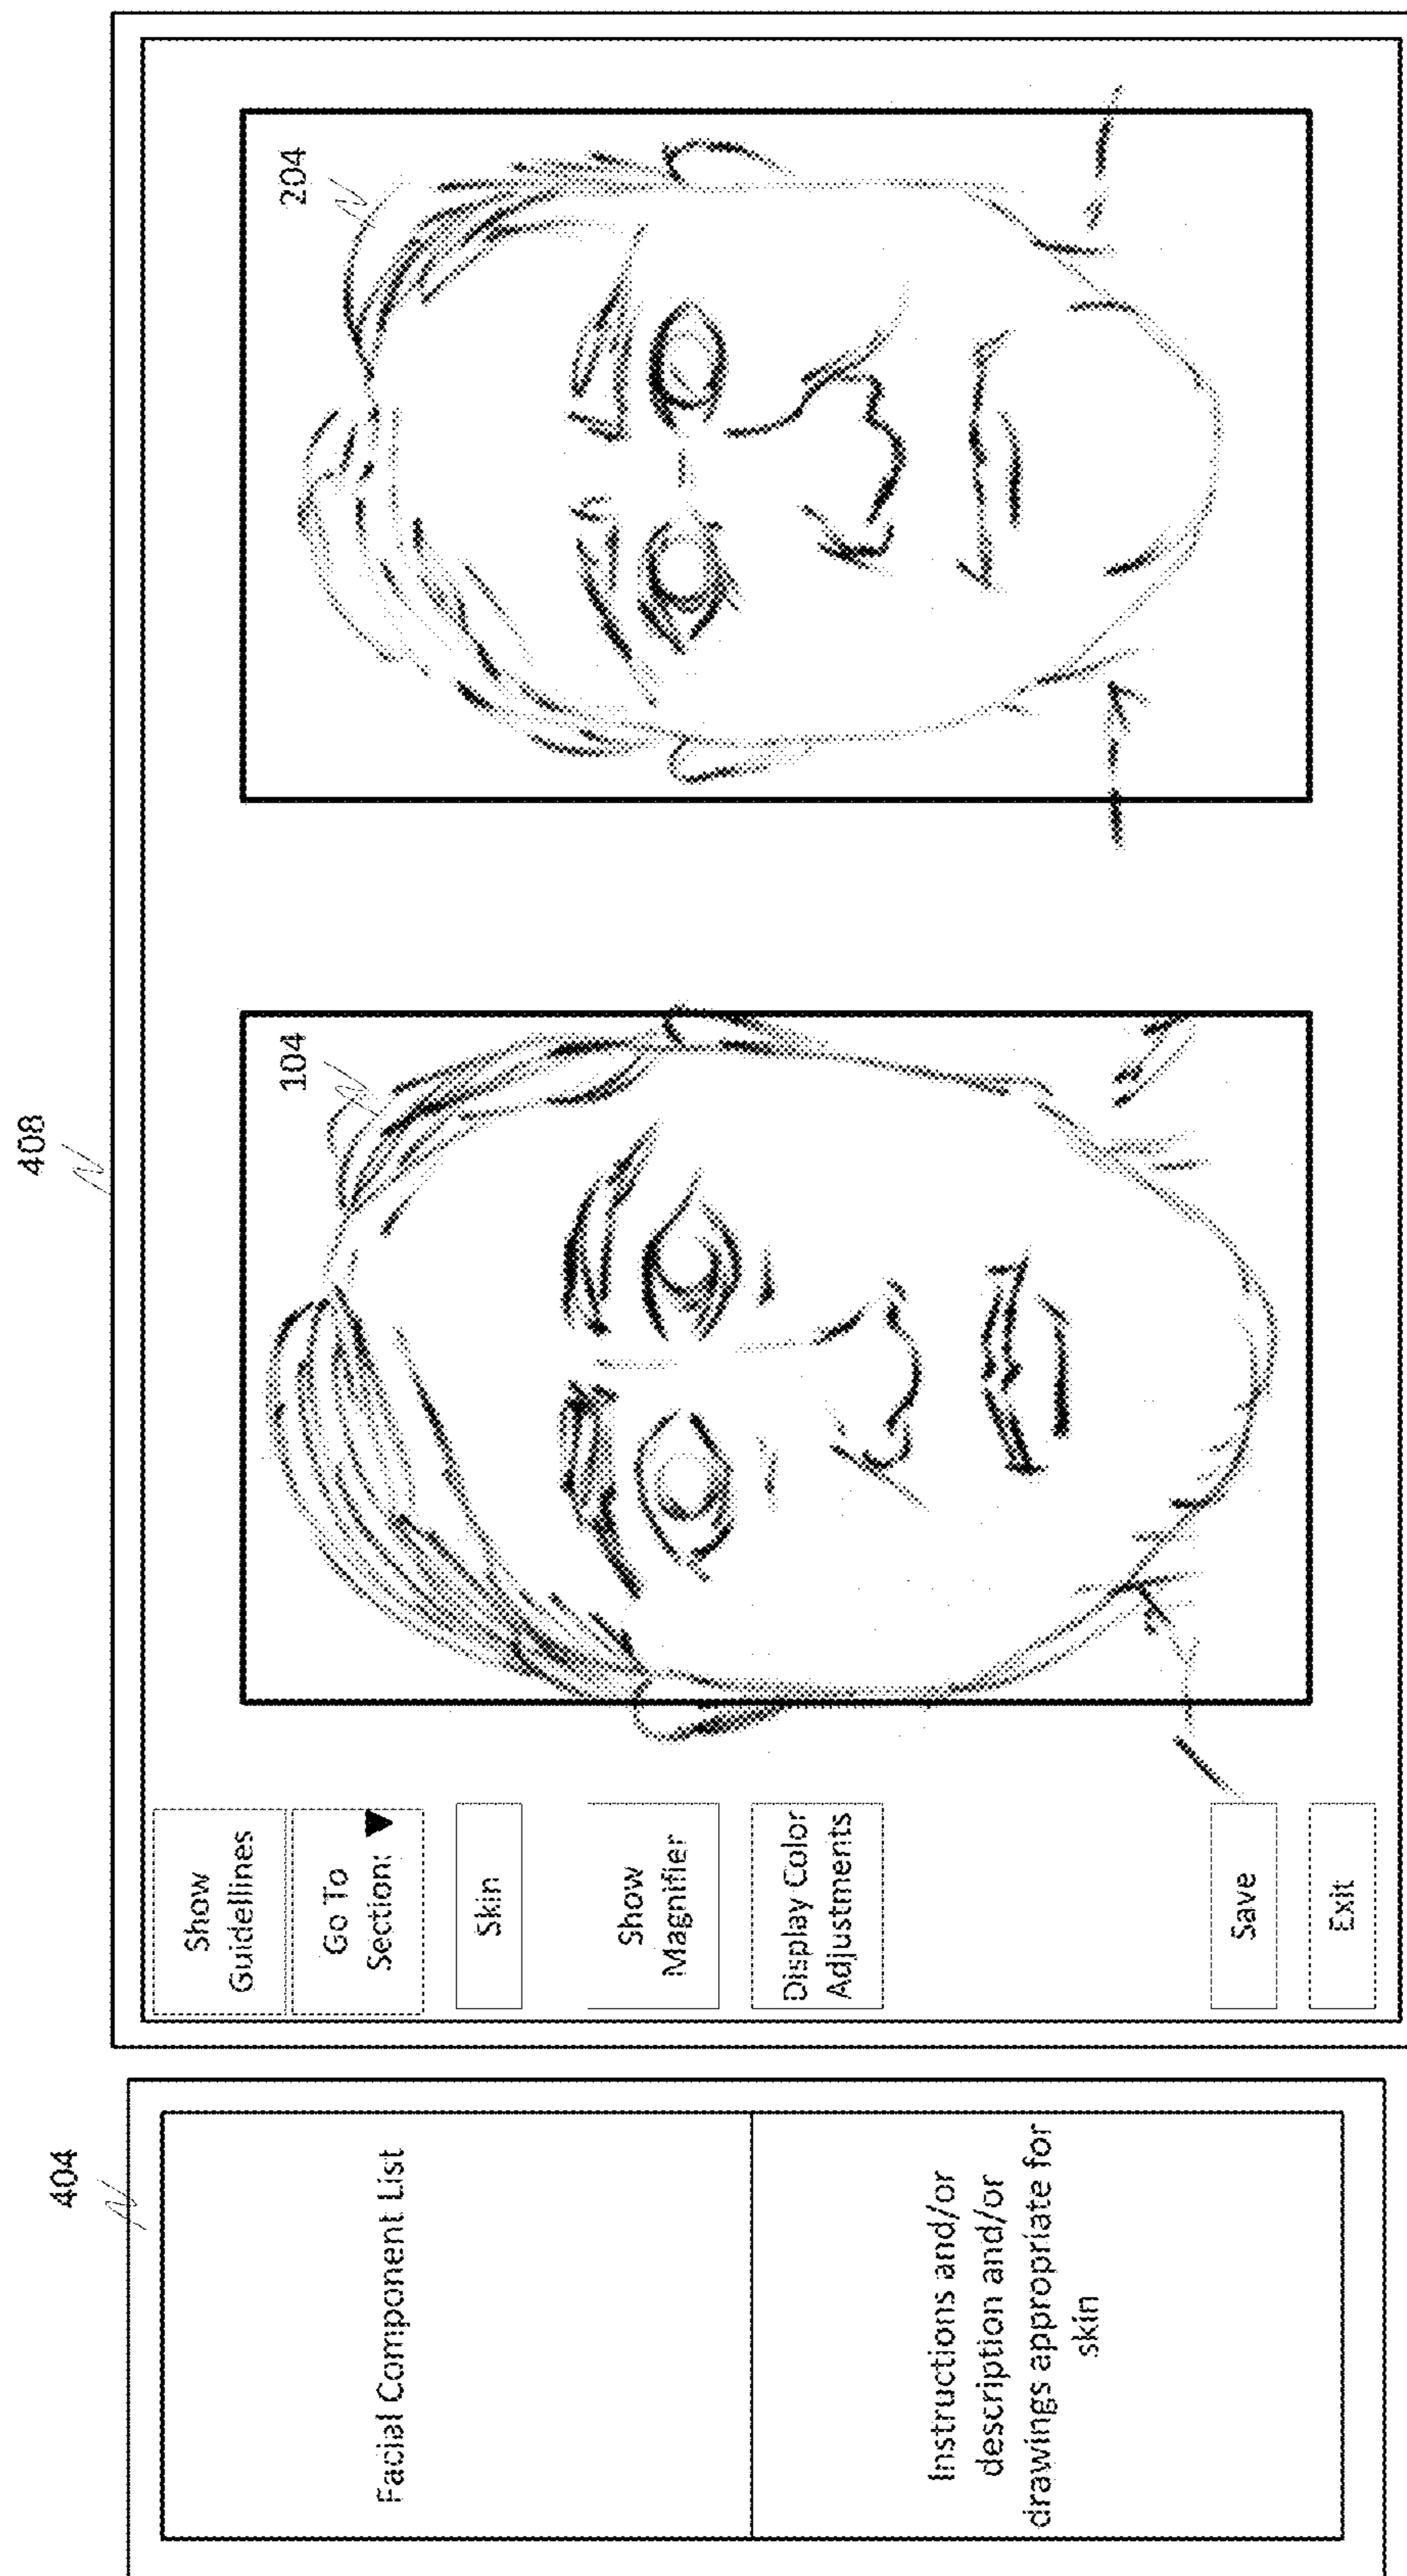 404
Facial Component List
Instructions and/or
description and/or
drawings appropriate for
skin
408
Show
Guidellines
Go To
Section:
Skin
Show
Magnifier
Display Color
Adjustments
Save
Exit
104
204